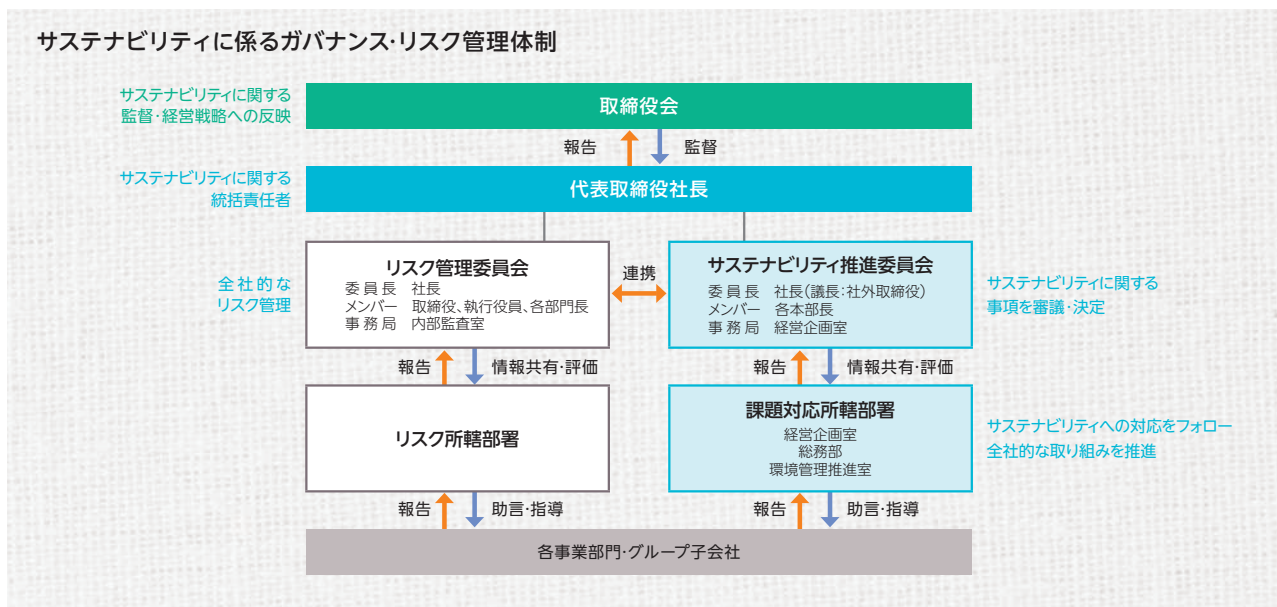 サステナビリティに係るガバナンス・リスク管理体制
サステナビリティに関する
監督・経営戦略への反映
取締役会
報告
監督
サステナビリティに関する
統括責任者
代表取締役社長
全社的な
リスク管理
リスク管理委員会
委員長 社長
メンバー 取締役、執行役員、各部門長
事務局 内部監査室
連携
サステナビリティ推進委員会
委員長 社長(議長:社外取締役)
メンバー 各本部長
事務局 経営企画室
サステナビリティに関する
事項を審議・決定
報告
情報共有・評価
報告
情報共有・評価
リスク所轄部署
課題対応所轄部署
経営企画室
総務部
環境管理推進室
サステナビリティへの対応をフォロー
全社的な取り組みを推進
報告
助言・指導
報告
助言・指導
各事業部門・グループ子会社